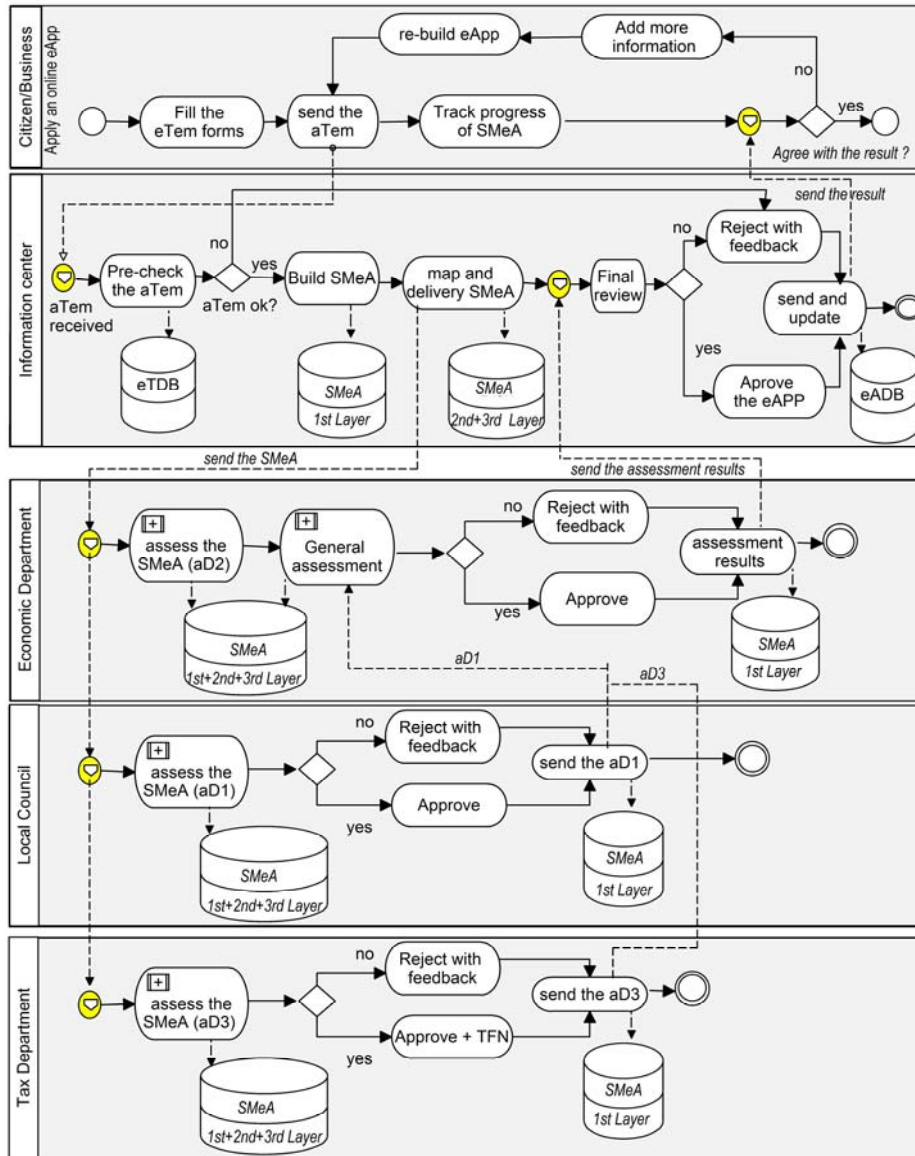 Citizen/Business
Apply an online eApp
re-build eApp
Add more
information
no
yes
Fill the
eTem forms
send the
aTem
Track progress
of SMeA
Agree with the result ?
Information center
send the result
no
no
Reject with
feedback
Pre-check
the aTem
yes
Build SMeA
map and
delivery SMeA
Final
review
aTem
received
aTem ok?
send and
update
eTDB
SMeA
1st Layer
SMeA
2nd+3rd Layer
yes
Aprove
the eAPP
eADB
send the SMeA
send the assessment results
Economic Department
no
Reject with
feedback
assess the
SMeA (aD2)
General
assessment
assessment
results
yes
Approve
SMeA
1st+2nd+3rd Layer
SMeA
1st Layer
aD1
aD3
Local Council
no
Reject with
feedback
assess the
SMeA (aD1)
send the aD1
Approve
yes
SMeA
1st+2nd+3rd Layer
SMeA
1st Layer
Tax Department
no
Reject with
feedback
assess the
SMeA (aD3)
send the aD3
Approve + TFN
yes
SMeA
1st+2nd+3rd Layer
SMeA
1st Layer